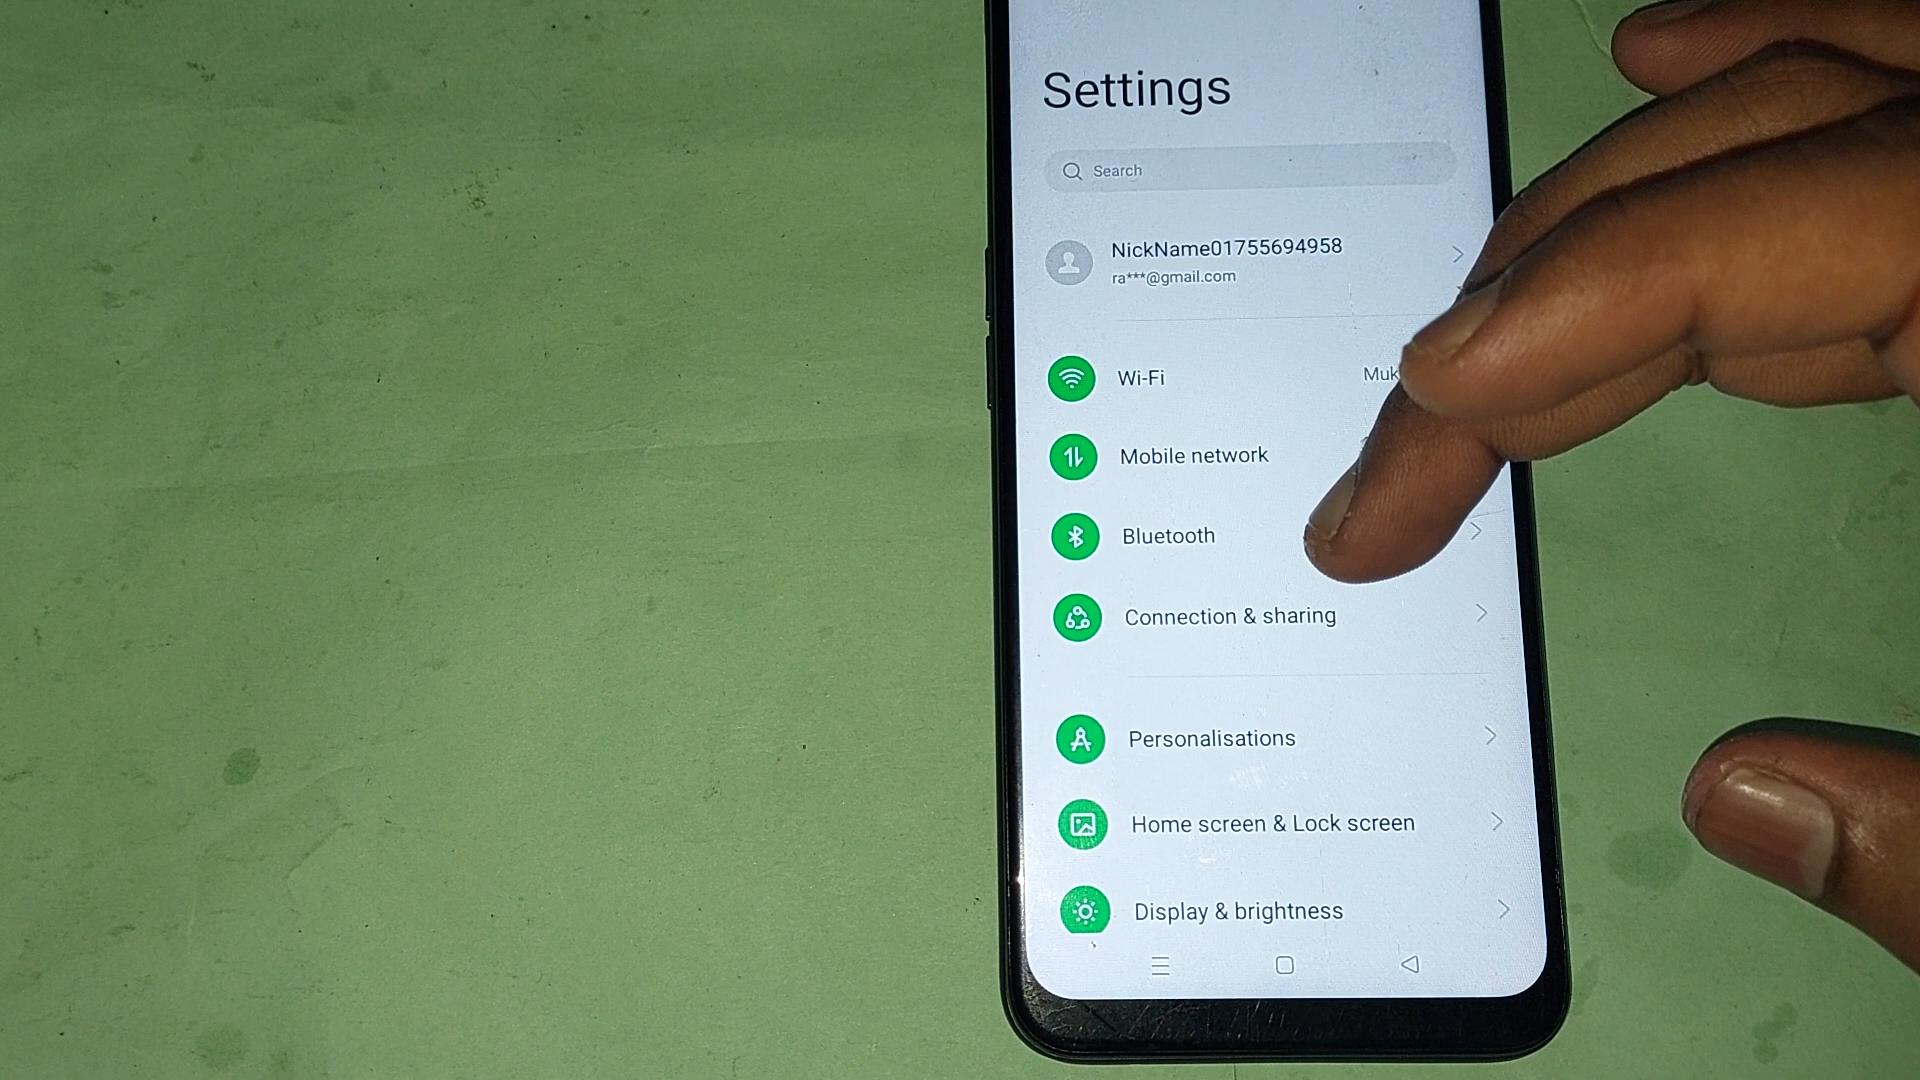 Settings
Search
NickName01755694958
ra***@gmail.com
Wi-Fi
Mobile network
Bluetooth
Connection & sharing
Personalisations
Home screen & Lock screen
Display & brightness